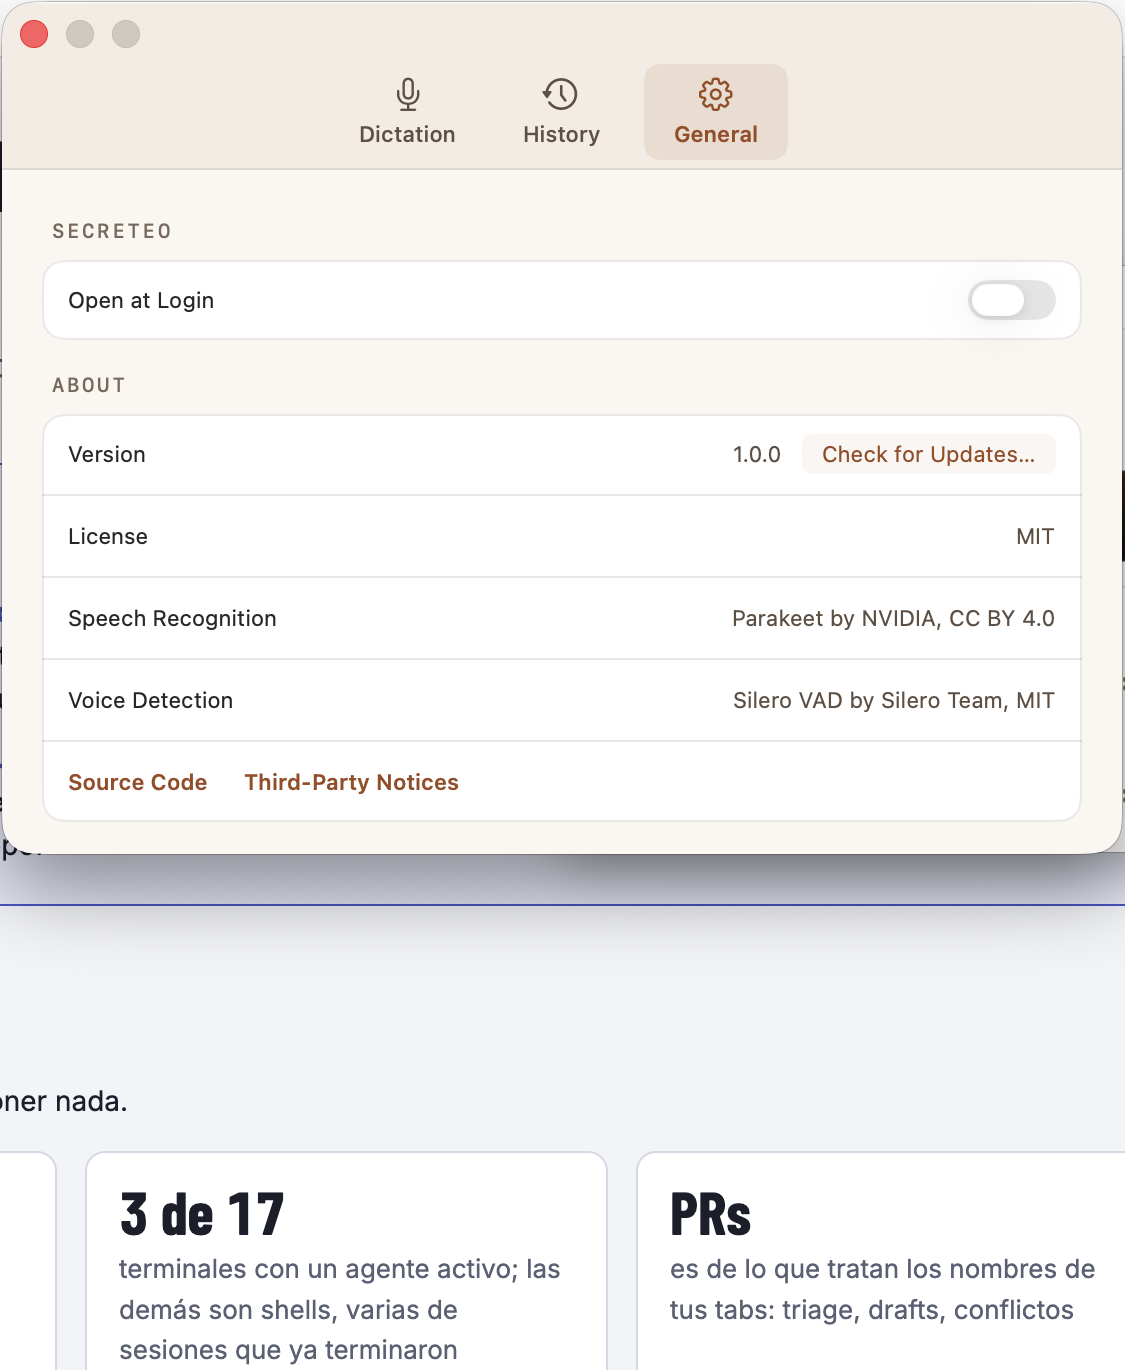 Dictation
History
General
SECRETEO
Open at Login
ABOUT
Version
1.0.0
Check for Updates...
License
MIT
Speech Recognition
Parakeet by NVIDIA, CC BY 4.0
Voice Detection
Silero VAD by Silero Team, MIT
Source Code
Third-Party Notices
nada.
3 de 17
terminales con un agente activo; las
demás son shells, varias de
sesiones que ya terminaron
PRs
es de lo que tratan los nombres de
tus tabs: triage, drafts, conflictos